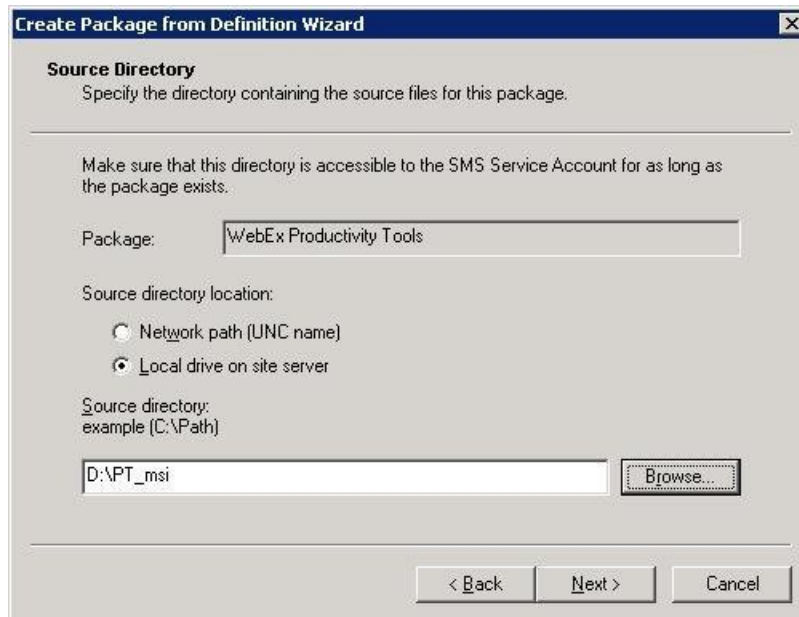 Create Package from Definition Wizard
Source Directory
Specify the directory containing the source files for this package.
Make sure that this directory is accessible to the SMS Service Account for as long as
the package exists.
Package: WebEx Productivity Tools
Source directory location:
Network path (UNC name)
Local drive on site server
Source directory:
example (C:\Path)
D:\PT_msi Browse...
< Back Next > Cancel